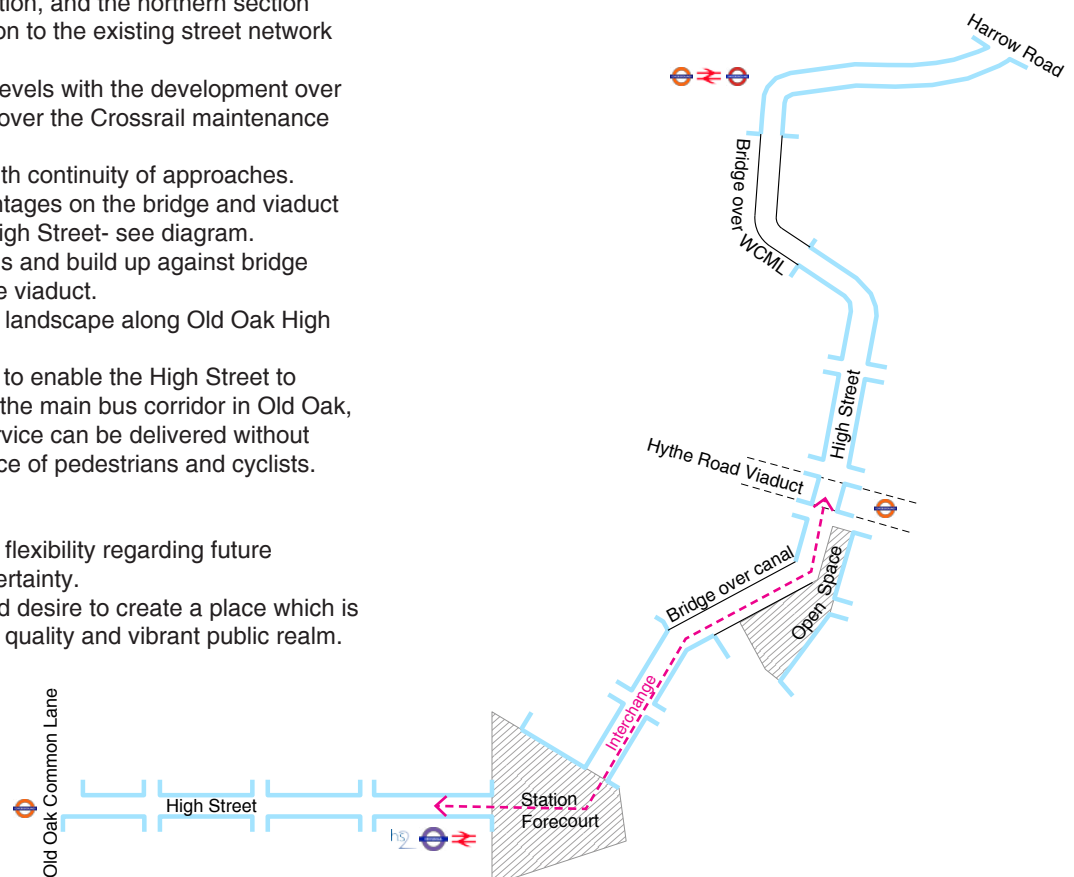 tion, and the northern section
on to the existing street network
evels with the development over
over the Crossrail maintenance
th continuity of approaches.
ntages on the bridge and viaduct
igh Street- see diagram.
s and build up against bridge
e viaduct.
landscape along Old Oak High
to enable the High Street to
the main bus corridor in Old Oak,
rvice can be delivered without
ce of pedestrians and cyclists.
flexibility regarding future
ertainty.
d desire to create a place which is
quality and vibrant public realm.
Harrow Road
Bridge over WCML
High Street
Hythe Road Viaduct
Bridge over canal
Open Space
Interchange
Station
Forecourt
High Street
Old Oak Common Lane
hs2